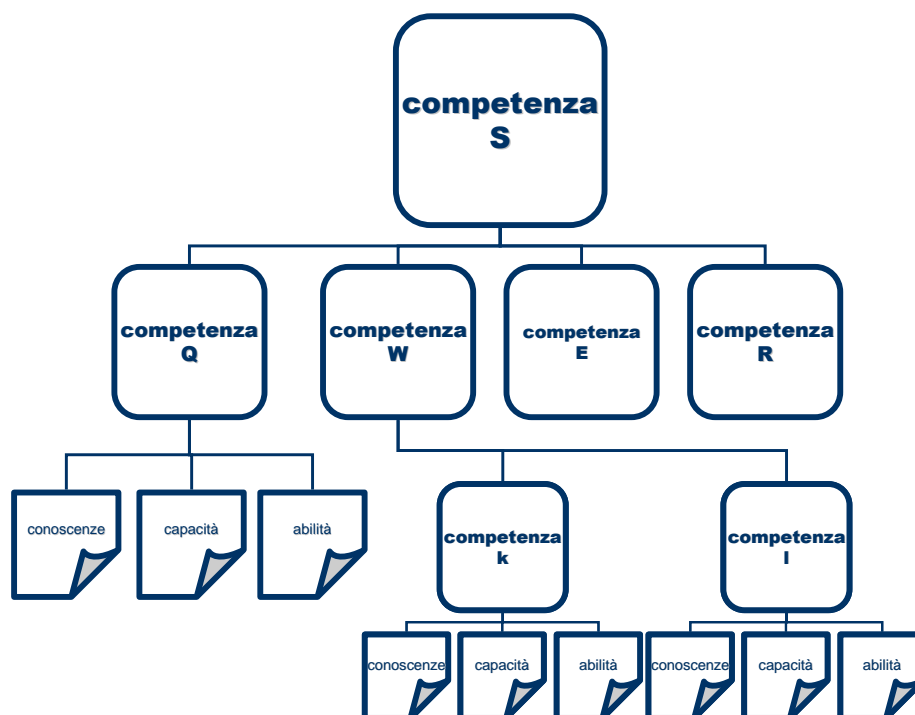 competenza
S
competenza
Q
competenza
W
competenza
E
competenza
R
conoscenze
capacità
abilità
competenza
k
competenza
l
conoscenze
capacità
abilità
conoscenze
capacità
abilità